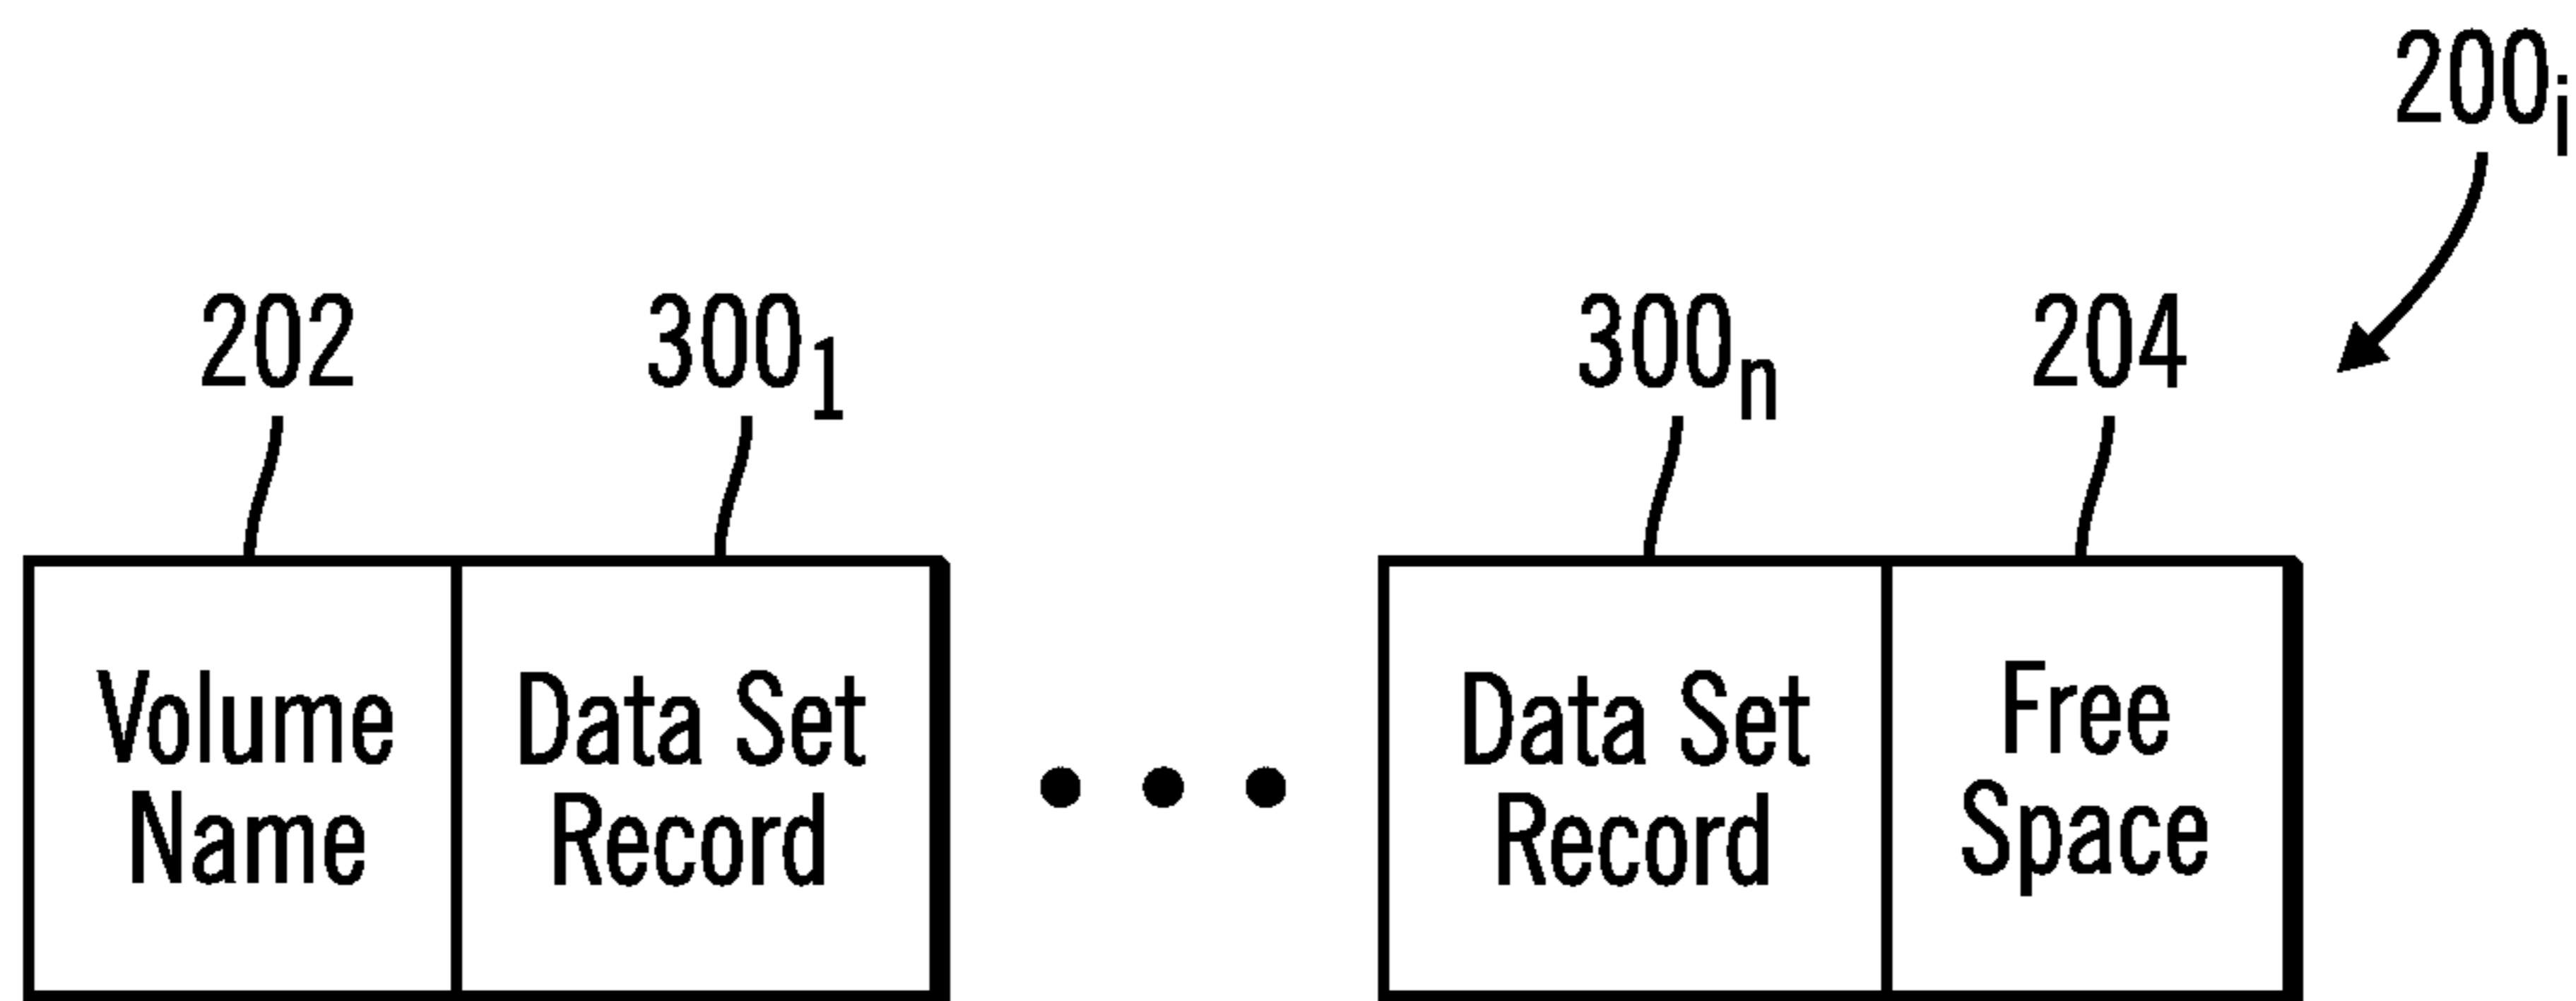 200i
202 3001 300n 204
Volume Data Set Data Set Free
Name Record • • • Record Space